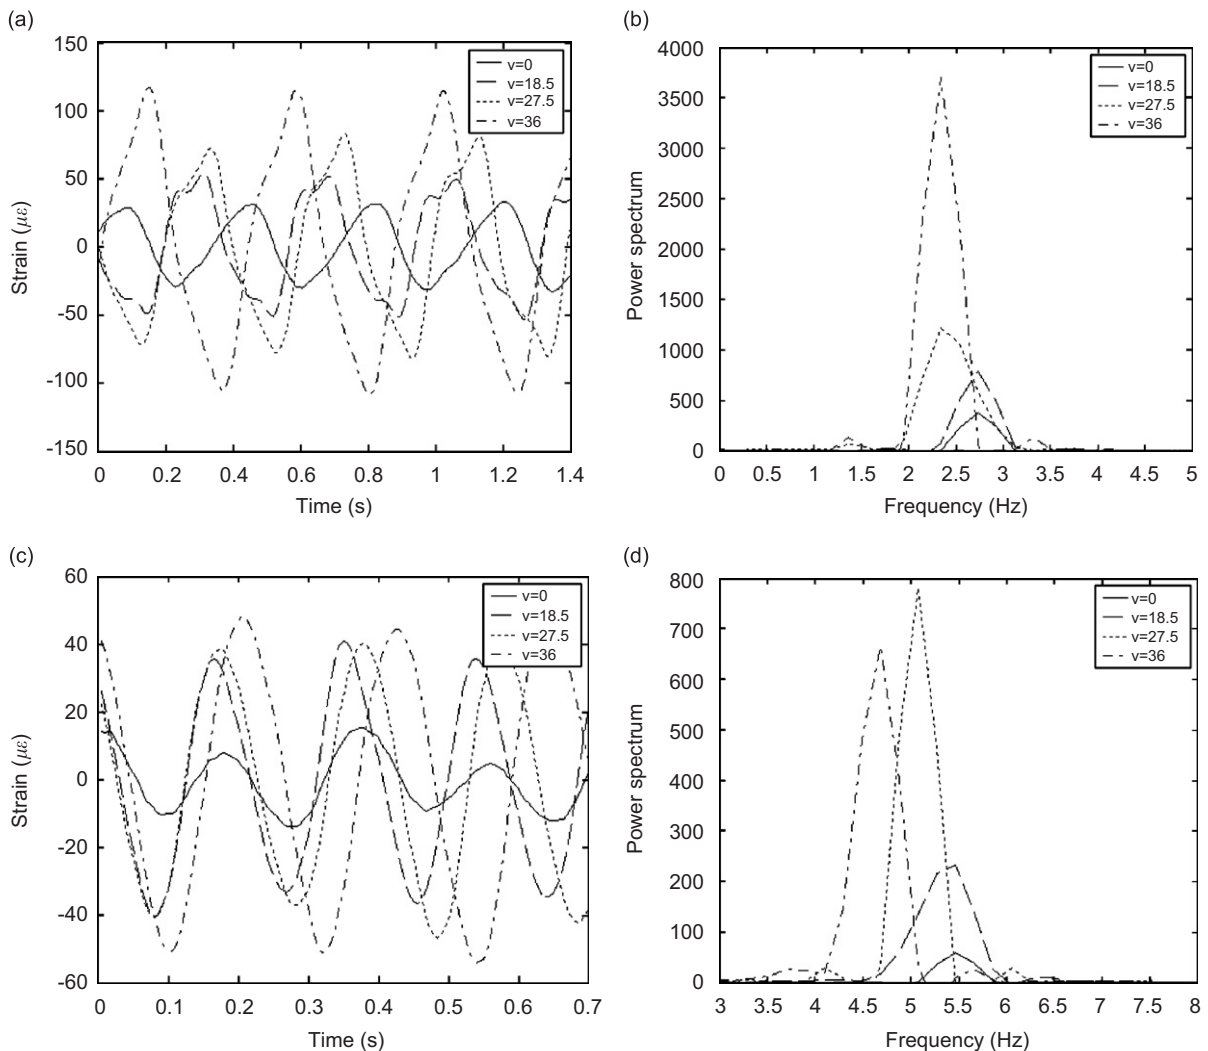 (a)
150
100
50
0
-50
-100
-150
Strain (με)
0 0.2 0.4 0.6 0.8 1 1.2 1.4
Time (s)
v=0
v=18.5
v=27.5
v=36
(b)
4000
3500
3000
2500
2000
1500
1000
500
0
Power spectrum
0 0.5 1 1.5 2 2.5 3 3.5 4 4.5 5
Frequency (Hz)
v=0
v=18.5
v=27.5
v=36
(c)
60
40
20
0
-20
-40
-60
Strain (με)
0 0.1 0.2 0.3 0.4 0.5 0.6 0.7
Time (s)
v=0
v=18.5
v=27.5
v=36
(d)
800
700
600
500
400
300
200
100
0
Power spectrum
3 3.5 4 4.5 5 5.5 6 6.5 7 7.5 8
Frequency (Hz)
v=0
v=18.5
v=27.5
v=36